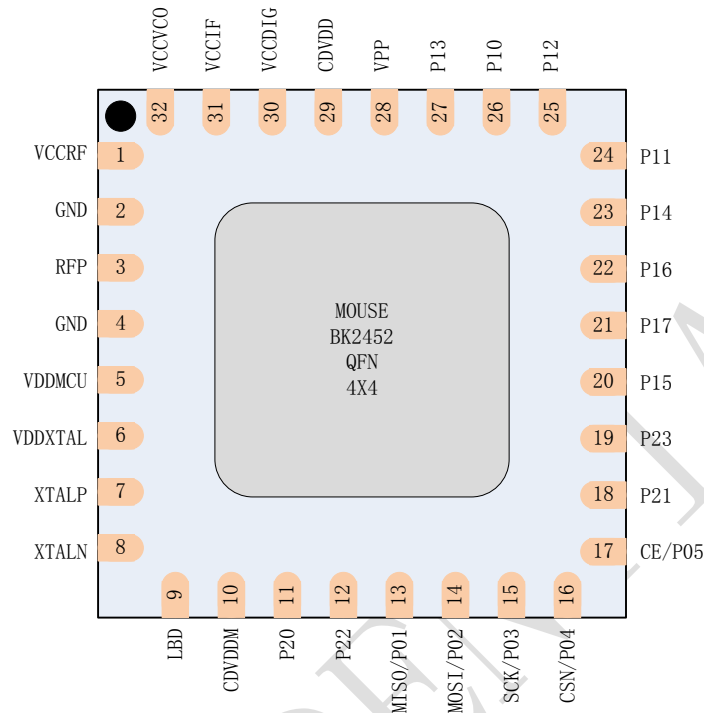 VCCVCO
VCCIF
VCCDIG
CDVDD
VPP
P13
P10
P12
32
31
30
29
28
27
26
25
VCCRF 1
GND 2
RFP 3
GND 4
VDDMCU 5
VDDXTAL 6
XTALP 7
XTALN 8
MOUSE
BK2452
QFN
4X4
24 P11
23 P14
22 P16
21 P17
20 P15
19 P23
18 P21
17 CE/P05
9
10
11
12
13
14
15
16
LBD
CDVDDM
P20
P22
MISO/P01
MOSI/P02
SCK/P03
CSN/P04